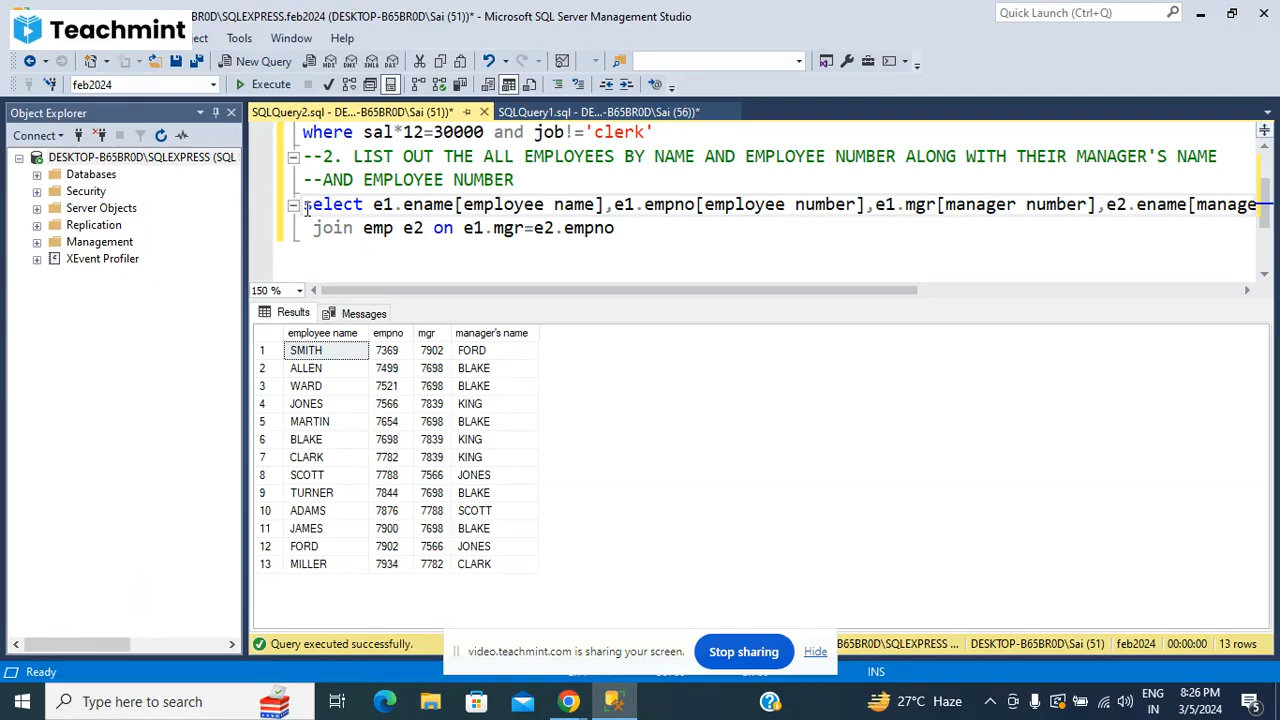 B65BR0D\SQLEXPRESS.feb2024 (DESKTOP-B65BR0D\Sai (51))* - Microsoft SQL Server Management Studio
Quick Launch (Ctrl+Q)
Teachmint
Tools Window Help
New Query
feb2024 Execute
Object Explorer
Connect
DESKTOP-B65BR0D\SQLEXPRESS (SQL
Databases
Security
Server Objects
Replication
Management
XEvent Profiler
SQLQuery2.sql - DE...-B65BR0D\Sai (51))* SQLQuery1.sql - DE...-B65BR0D\Sai (56))*
where sal*12=30000 and job!='clerk'
--2. LIST OUT THE ALL EMPLOYEES BY NAME AND EMPLOYEE NUMBER ALONG WITH THEIR MANAGER'S NAME
--AND EMPLOYEE NUMBER
select e1.ename[employee name],e1.empno[employee number],e1.mgr[manager number],e2.ename[manage
join emp e2 on e1.mgr=e2.empno
150 %
Results Messages
employee name empno mgr manager's name
1 SMITH 7369 7902 FORD
2 ALLEN 7499 7698 BLAKE
3 WARD 7521 7698 BLAKE
4 JONES 7566 7839 KING
5 MARTIN 7654 7698 BLAKE
6 BLAKE 7698 7839 KING
7 CLARK 7782 7839 KING
8 SCOTT 7788 7566 JONES
9 TURNER 7844 7698 BLAKE
10 ADAMS 7876 7788 SCOTT
11 JAMES 7900 7698 BLAKE
12 FORD 7902 7566 JONES
13 MILLER 7934 7782 CLARK
Query executed successfully. B65BR0D\SQLEXPRESS ... DESKTOP-B65BR0D\Sai (51) feb2024 00:00:00 13 rows
video.teachmint.com is sharing your screen. Stop sharing Hide
Ready INS
Type here to search
27°C Haze
ENG 8:26 PM
IN 3/5/2024 5